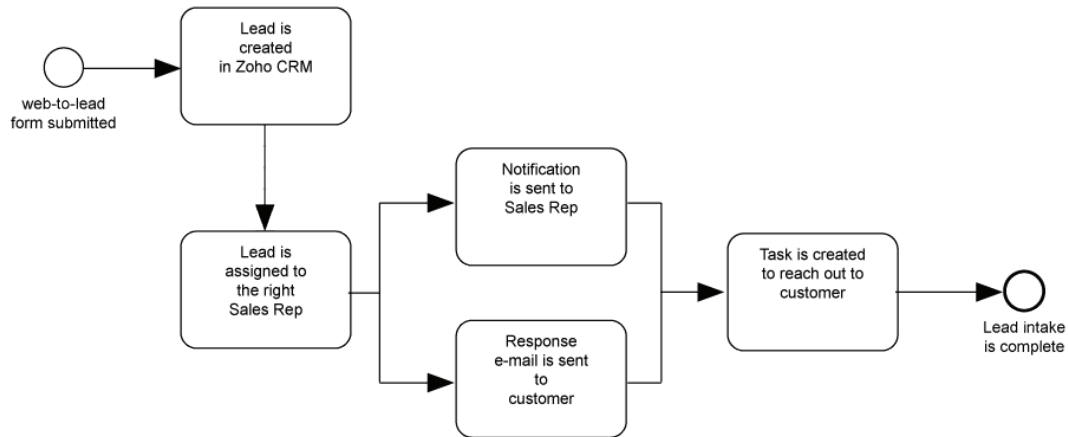 Lead is
created
in Zoho CRM
web-to-lead
form submitted
Lead is
assigned to
the right
Sales Rep
Notification
is sent to
Sales Rep
Response
e-mail is sent
to
customer
Task is created
to reach out to
customer
Lead intake
is complete